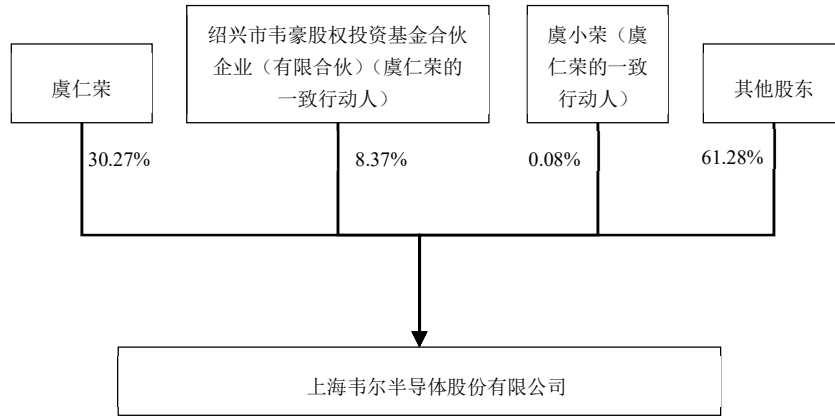 虞仁荣
绍兴市韦豪股权投资基金合伙
企业（有限合伙）（虞仁荣的
一致行动人）
虞小荣（虞
仁荣的一致
行动人）
其他股东
30.27%
8.37%
0.08%
61.28%
上海韦尔半导体股份有限公司